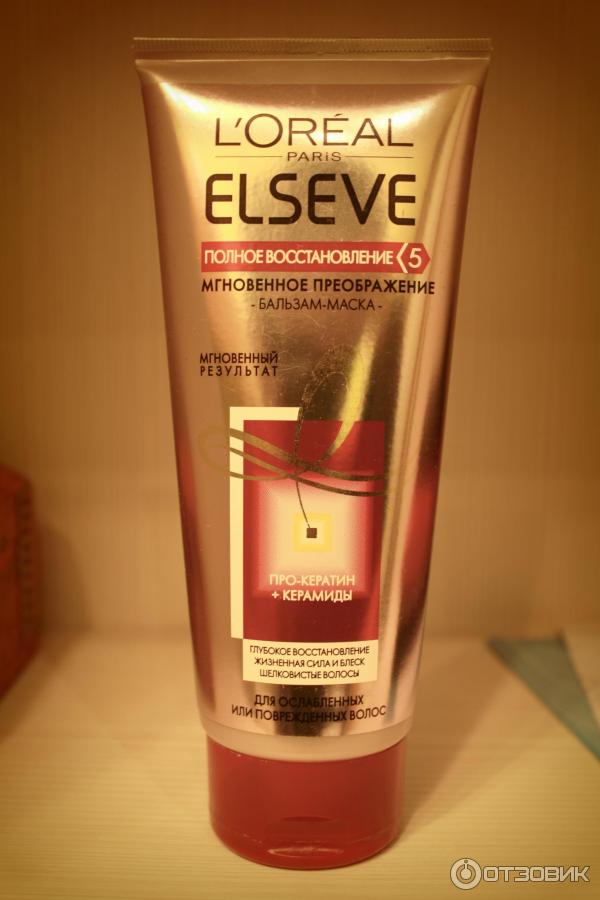 L'ORÉAL
PARIS
ELSEVE
ПОЛНОЕ ВОССТАНОВЛЕНИЕ 5
МГНОВЕННОЕ ПРЕОБРАЖЕНИЕ
- БАЛЬЗАМ-МАСКА -
МГНОВЕННЫЙ
РЕЗУЛЬТАТ
ПРО-КЕРАТИН
+ КЕРАМИДЫ
ГЛУБОКОЕ ВОССТАНОВЛЕНИЕ
ЖИЗНЕННАЯ СИЛА И БЛЕСК
ШЕЛКОВИСТЫЕ ВОЛОСЫ
ДЛЯ ОСЛАБЛЕННЫХ
ИЛИ ПОВРЕЖДЕННЫХ ВОЛОС
ОТЗОВИК